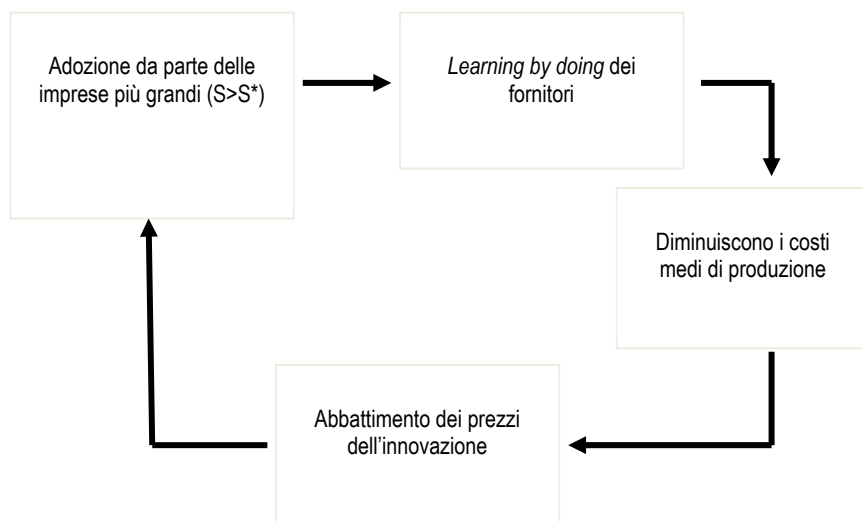 Adozione da parte delle
imprese più grandi (S>S*)
Learning by doing dei
fornitori
Diminuiscono i costi
medi di produzione
Abbattimento dei prezzi
dell’innovazione